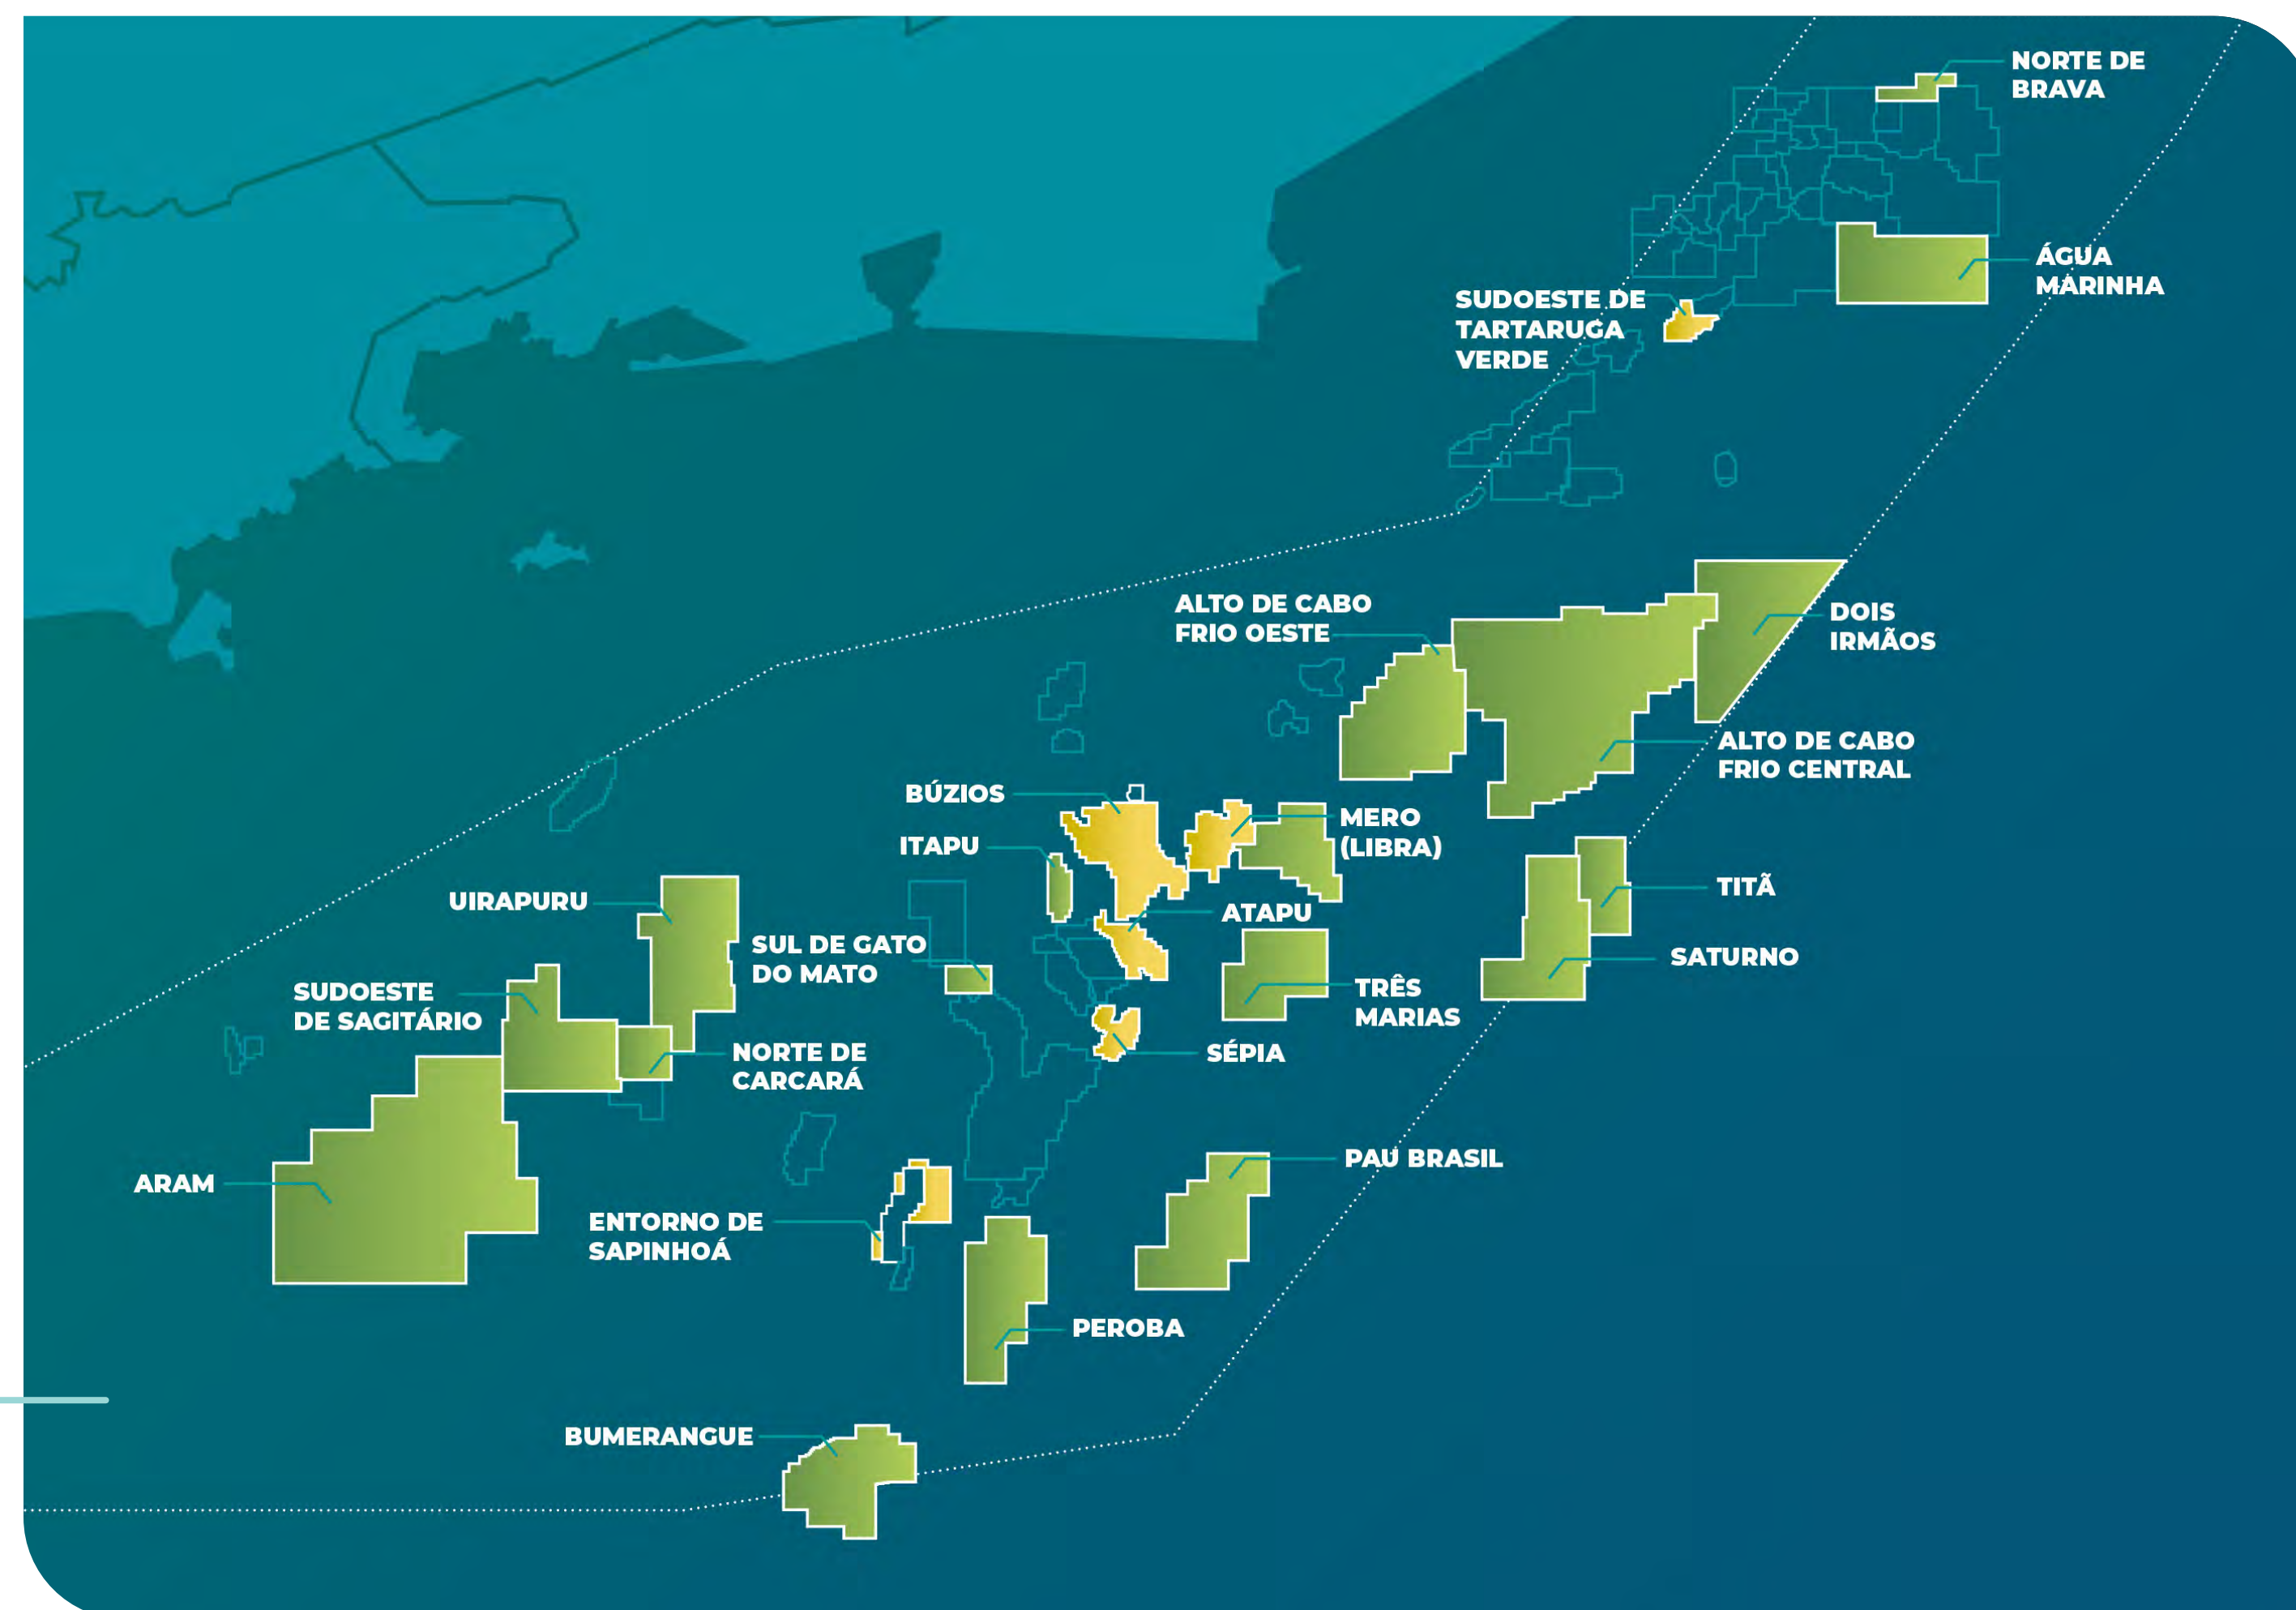 NORTE DE
BRAVA
ÁGUA
MARINHA
SUDOESTE DE
TARTARUGA
VERDE
ALTO DE CABO
FRIO OESTE
DOIS
IRMÃOS
ALTO DE CABO
FRIO CENTRAL
BÚZIOS
MERO
(LIBRA)
ITAPU
TITÃ
UIRAPURU
ATAPU
SUL DE GATO
DO MATO
SATURNO
SUDOESTE
DE SAGITÁRIO
TRÊS
MARIAS
NORTE DE
CARCARÁ
SÉPIA
PAU BRASIL
ARAM
ENTORNO DE
SAPINHOÁ
PEROBA
BUMERANGUE